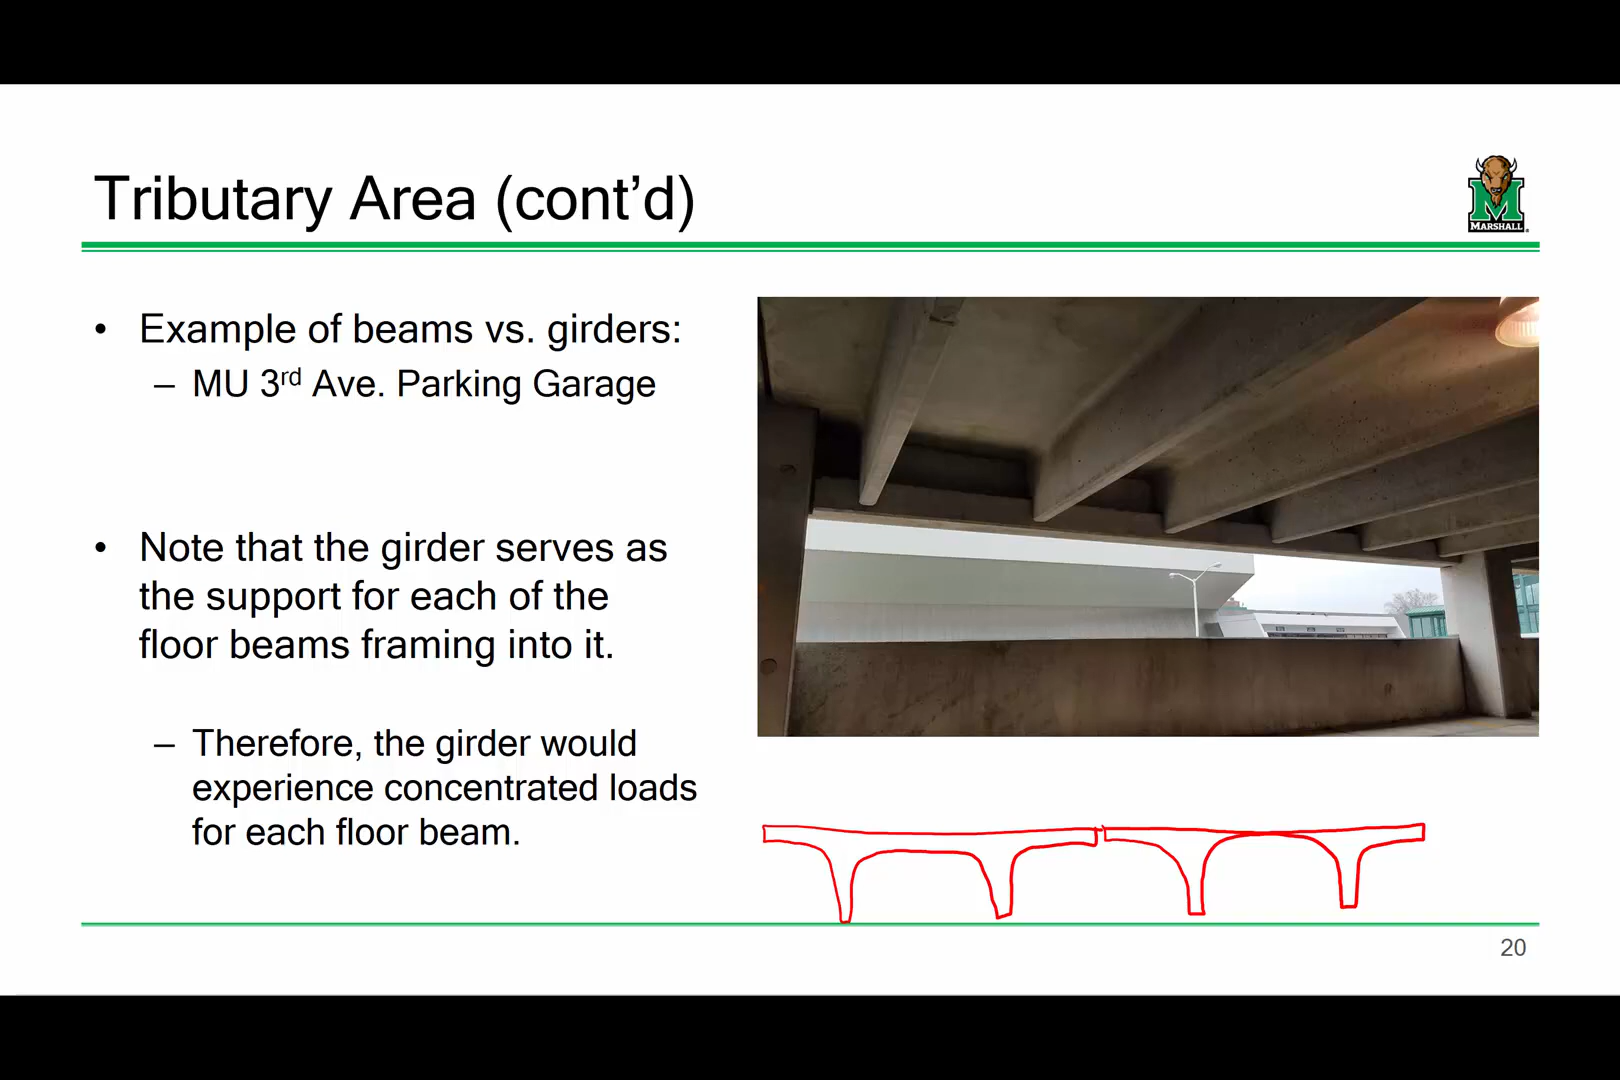 Tributary Area (cont’d)
MARSHALL
• Example of beams vs. girders:
– MU 3rd Ave. Parking Garage
• Note that the girder serves as
the support for each of the
floor beams framing into it.
– Therefore, the girder would
experience concentrated loads
for each floor beam.
20